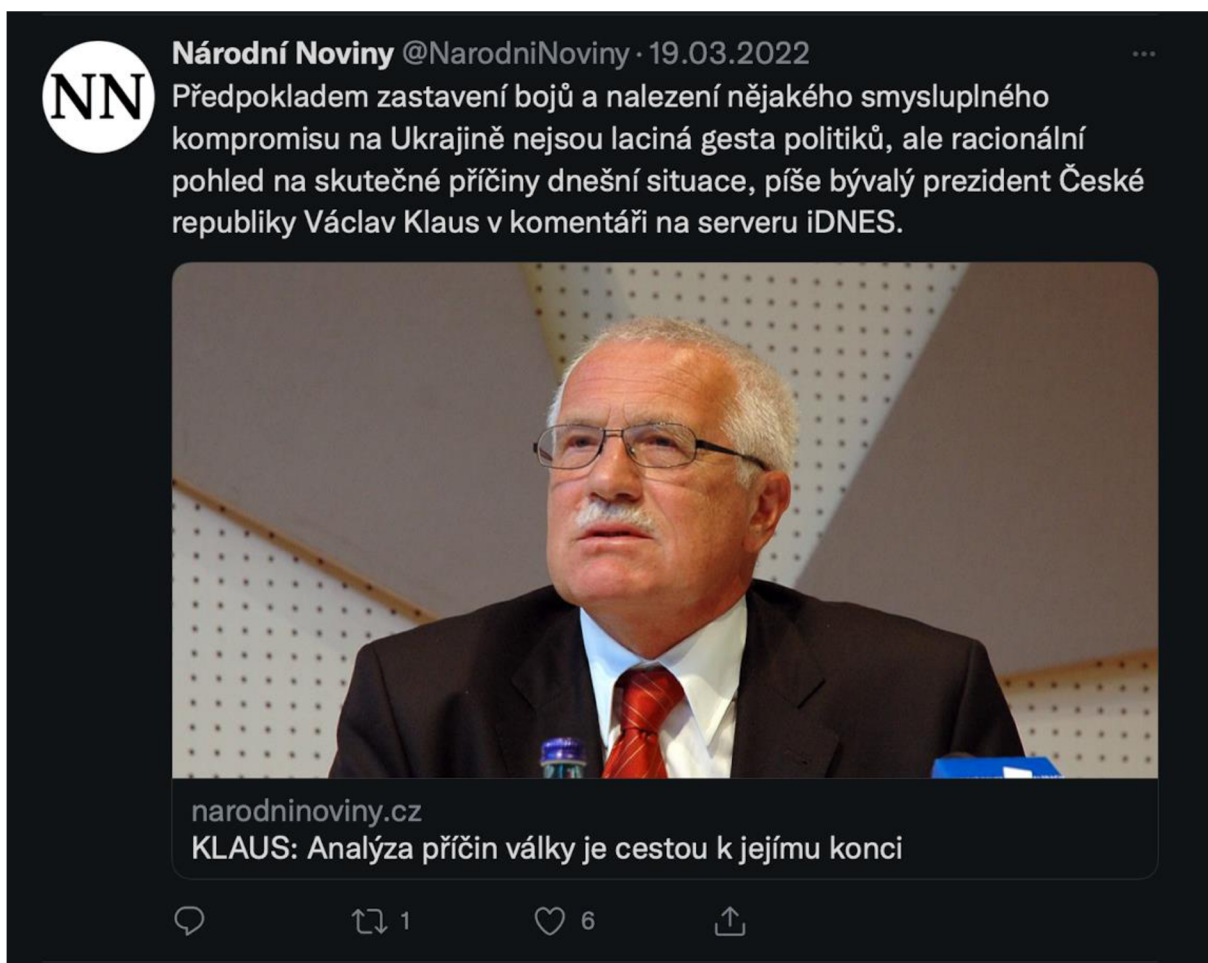 Národní Noviny @NarodniNoviny · 19.03.2022
NN
Předpokladem zastavení bojů a nalezení nějakého smysluplného
kompromisu na Ukrajině nejsou laciná gesta politiků, ale racionální
pohled na skutečné příčiny dnešní situace, píše bývalý prezident České
republiky Václav Klaus v komentáři na serveru iDNES.
narodninoviny.cz
KLAUS: Analýza příčin války je cestou k jejímu konci
1
6